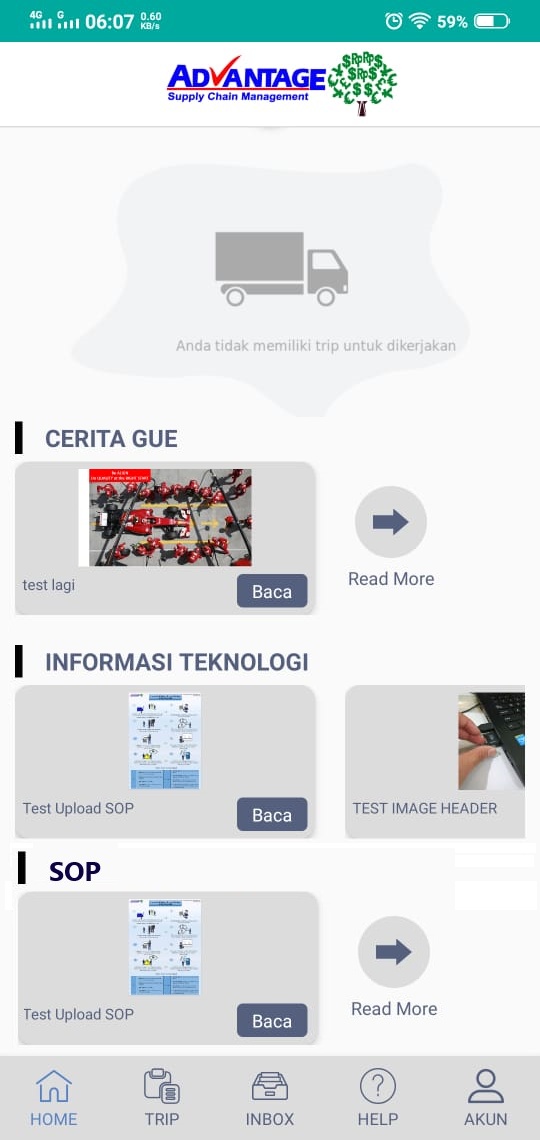 4G G 06:07 0.60 KB/s 59%
ADVANTAGE
Supply Chain Management
Anda tidak memiliki trip untuk dikerjakan
CERITA GUE
test lagi
Baca
Read More
INFORMASI TEKNOLOGI
Test Upload SOP
Baca
TEST IMAGE HEADER
SOP
Test Upload SOP
Baca
Read More
HOME TRIP INBOX HELP AKUN